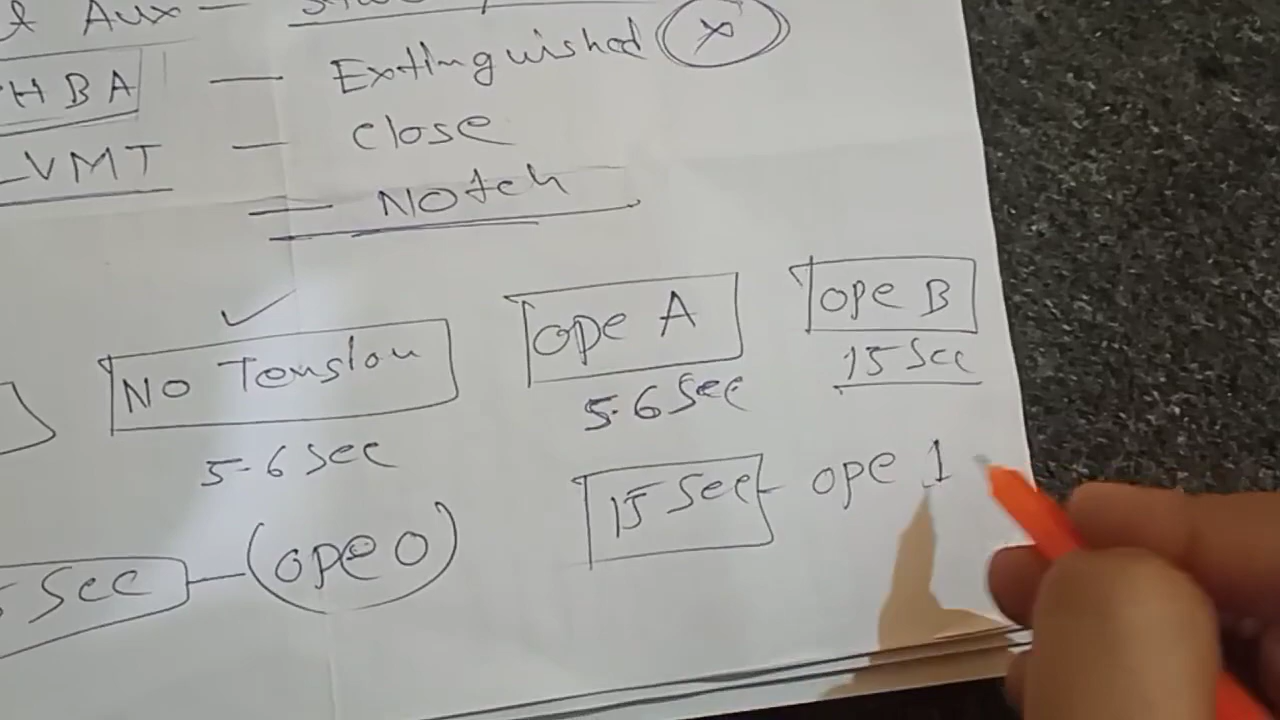 & Aux —
HBA — Extinguished X
LVMT — close
— Notch
No Tension ope A ope B
5-6 Sec 5-6 Sec 15 Sec
Sec - ope 0 15 Sec - ope 1